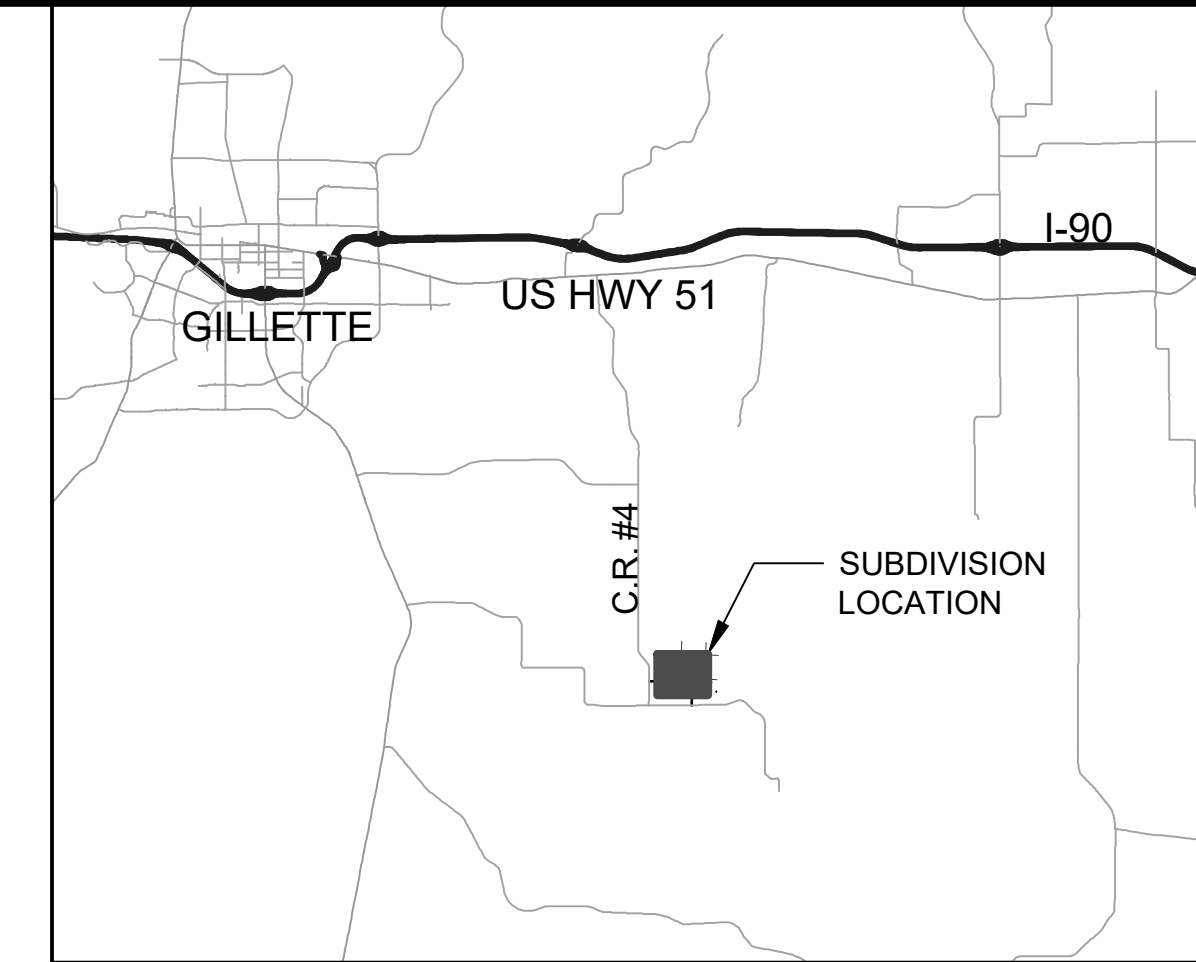 I-90
US HWY 51
GILLETTE
C.R. #4
SUBDIVISION
LOCATION